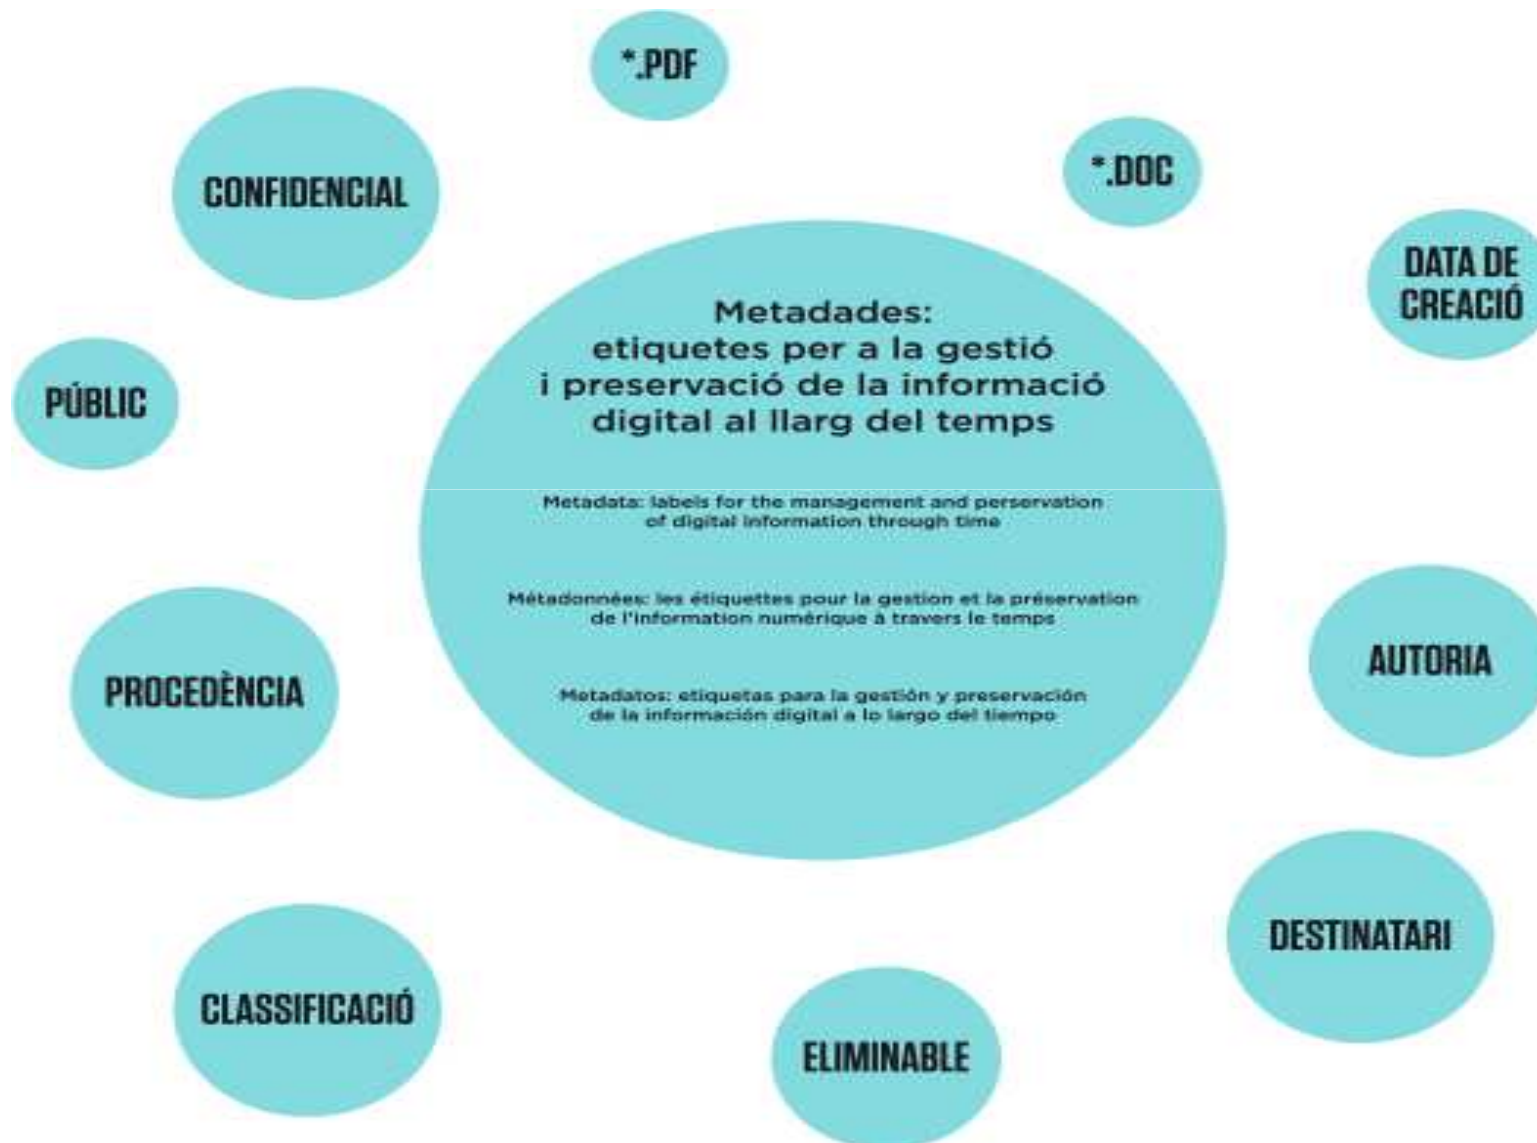 *.PDF
*.DOC
CONFIDENCIAL
DATA DE
CREACIÓ
Metadades:
etiquetes per a la gestió
i preservació de la informació
digital al llarg del temps
PÚBLIC
Metadata: labels for the management and perservation
of digital information through time
Métadonnées: les étiquettes pour la gestion et la préservation
de l'information numérique à travers le temps
PROCEDÈNCIA
AUTORIA
Metadatos: etiquetas para la gestión y preservación
de la información digital a lo largo del tiempo
DESTINATARI
CLASSIFICACIÓ
ELIMINABLE